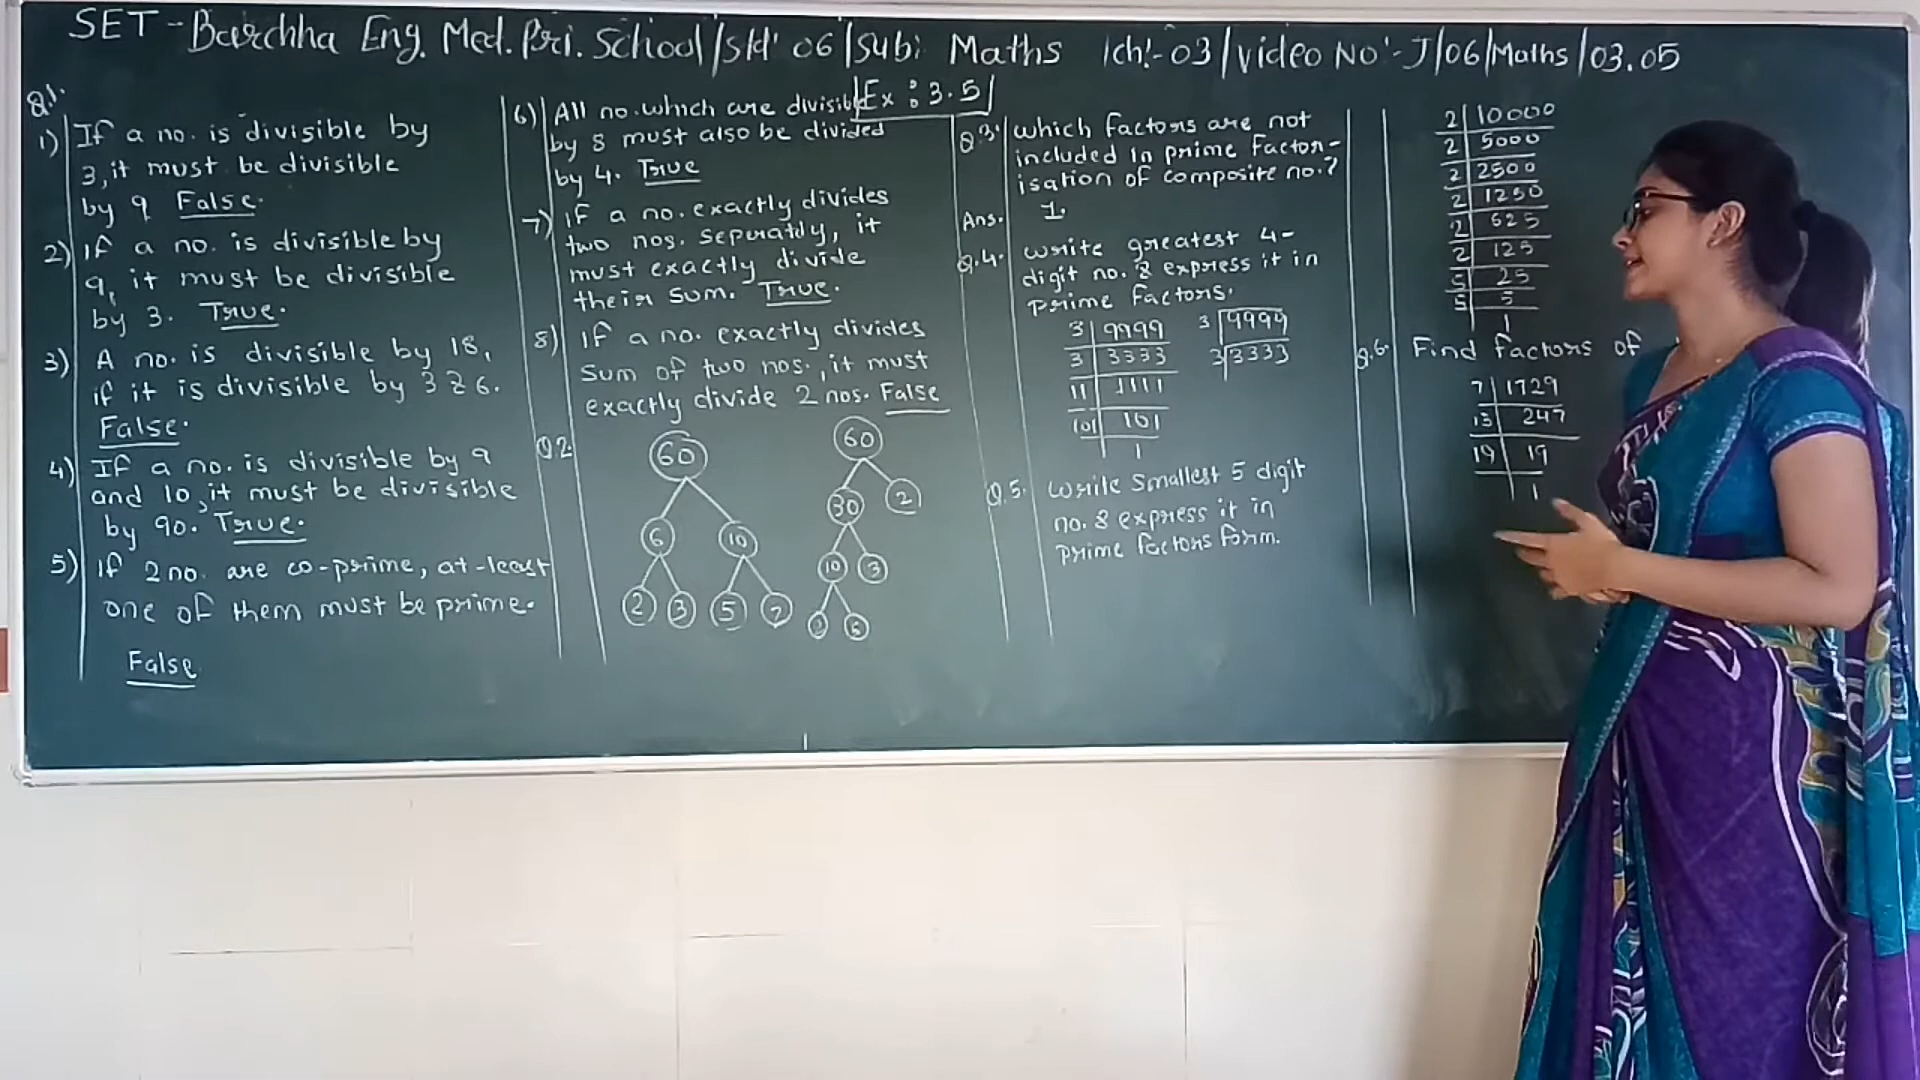 SET - Barchha Eng. Med. Pri. School/Std' 06/Sub: Maths /ch:- 03/Video No:- J/06/Maths/03.05
Ex : 3.5
Q.1.
1) If a no. is divisible by
3, it must be divisible
by 9 False.
2) If a no. is divisible by
9, it must be divisible
by 3. True.
3) A no. is divisible by 18,
if it is divisible by 3 & 6.
False.
4) If a no. is divisible by 9
and 10, it must be divisible
by 90. True.
5) If 2 no. are co-prime, at-least
one of them must be prime.
False
6) All no. which are divisible
by 8 must also be divided
by 4. True
7) If a no. exactly divides
two nos. seperatly, it
must exactly divide
their sum. True.
8) If a no. exactly divides
sum of two nos., it must
exactly divide 2 nos. False
Q.2
60
6 10
2 3 5 2
60
30 2
10 3
2 5
Q.3. Which factors are not
included in prime factor-
isation of composite no.?
Ans. 1.
Q.4. Write greatest 4-
digit no. & express it in
prime factors.
3 9999
3 3333
11 1111
101 101
1
3 9999
3 3333
Q.5. Write smallest 5 digit
no. & express it in
prime factors form.
2 10000
2 5000
2 2500
2 1250
2 625
2 125
5 25
5 5
1
Q.6. Find factors of
7 1729
13 247
19 19
1